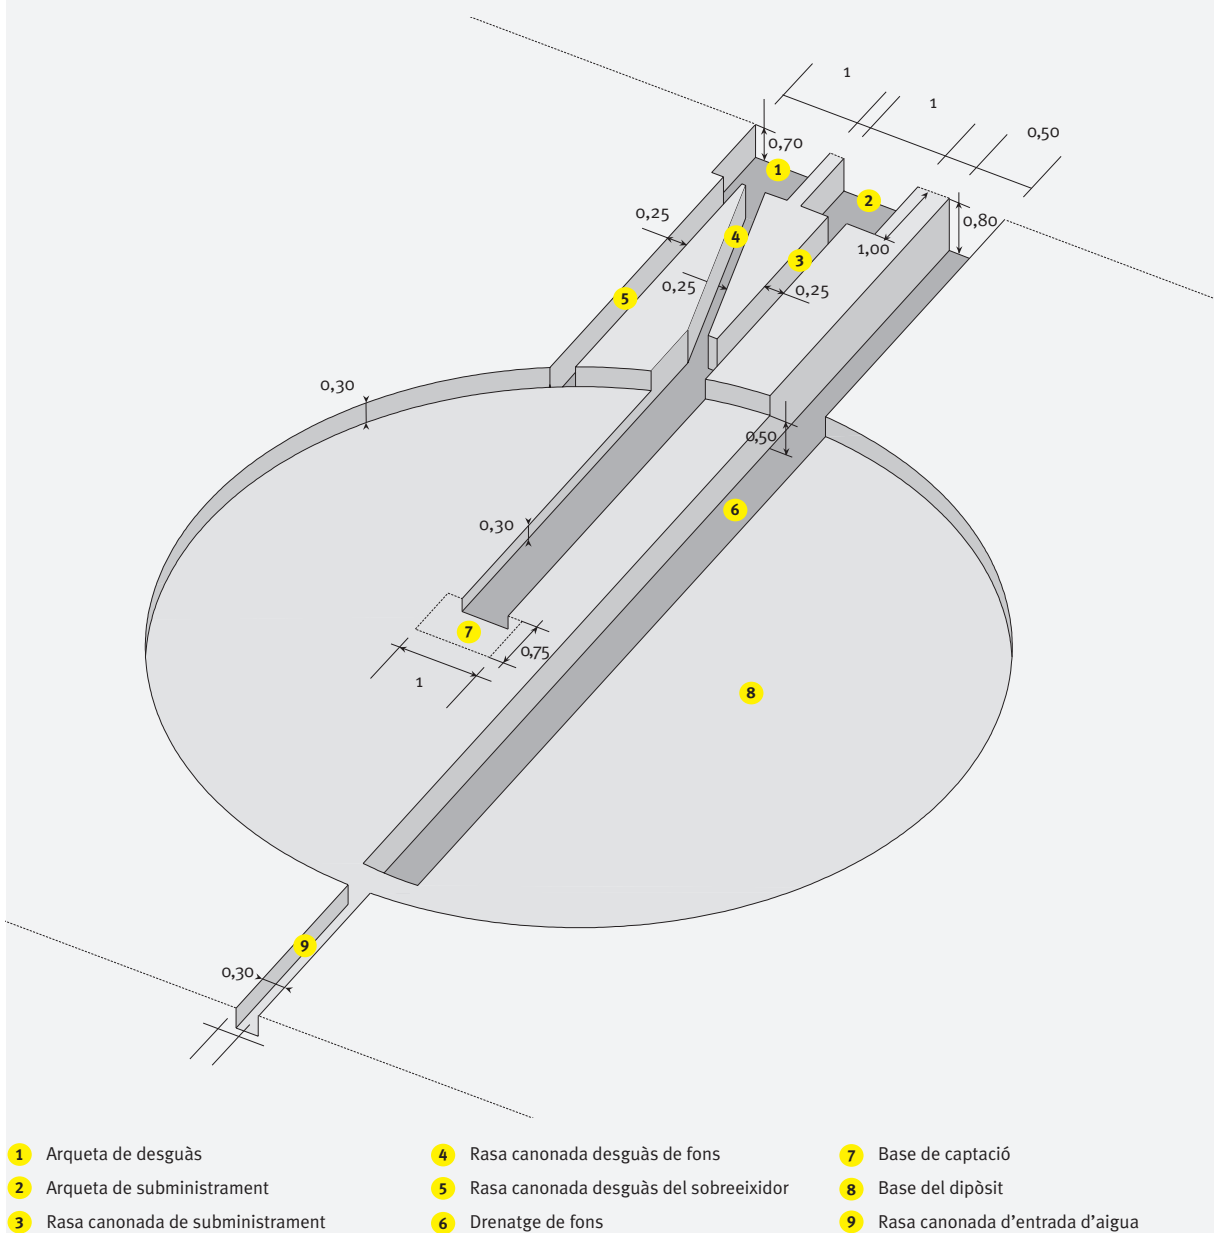 1
1
0,50
0,70
1
2
0,25
0,80
4
1,00
3
0,25
0,25
5
0,30
0,50
6
0,30
7
0,75
1
8
9
0,30
1 Arqueta de desguàs
2 Arqueta de subministrament
3 Rasa canonada de subministrament
4 Rasa canonada desguàs de fons
5 Rasa canonada desguàs del sobreeixidor
6 Drenatge de fons
7 Base de captació
8 Base del dipòsit
9 Rasa canonada d’entrada d’aigua